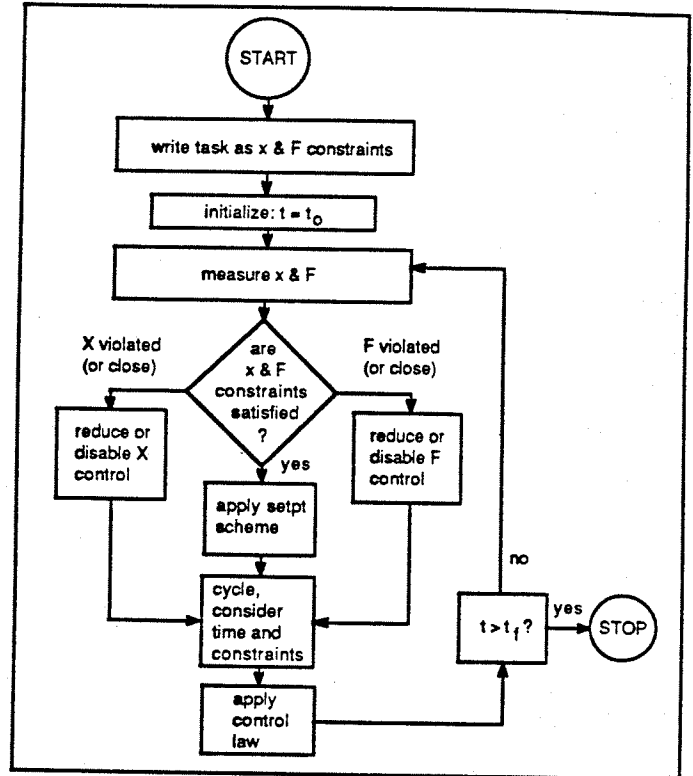 START
write task as x & F constraints
initialize: t = t₀
measure x & F
X violated
(or close)
are
x & F
constraints
satisfied
?
F violated
(or close)
reduce or
disable X
control
yes
reduce or
disable F
control
apply setpt
scheme
cycle,
consider
time and
constraints
apply
control
law
no
t > t_f ?
yes
STOP